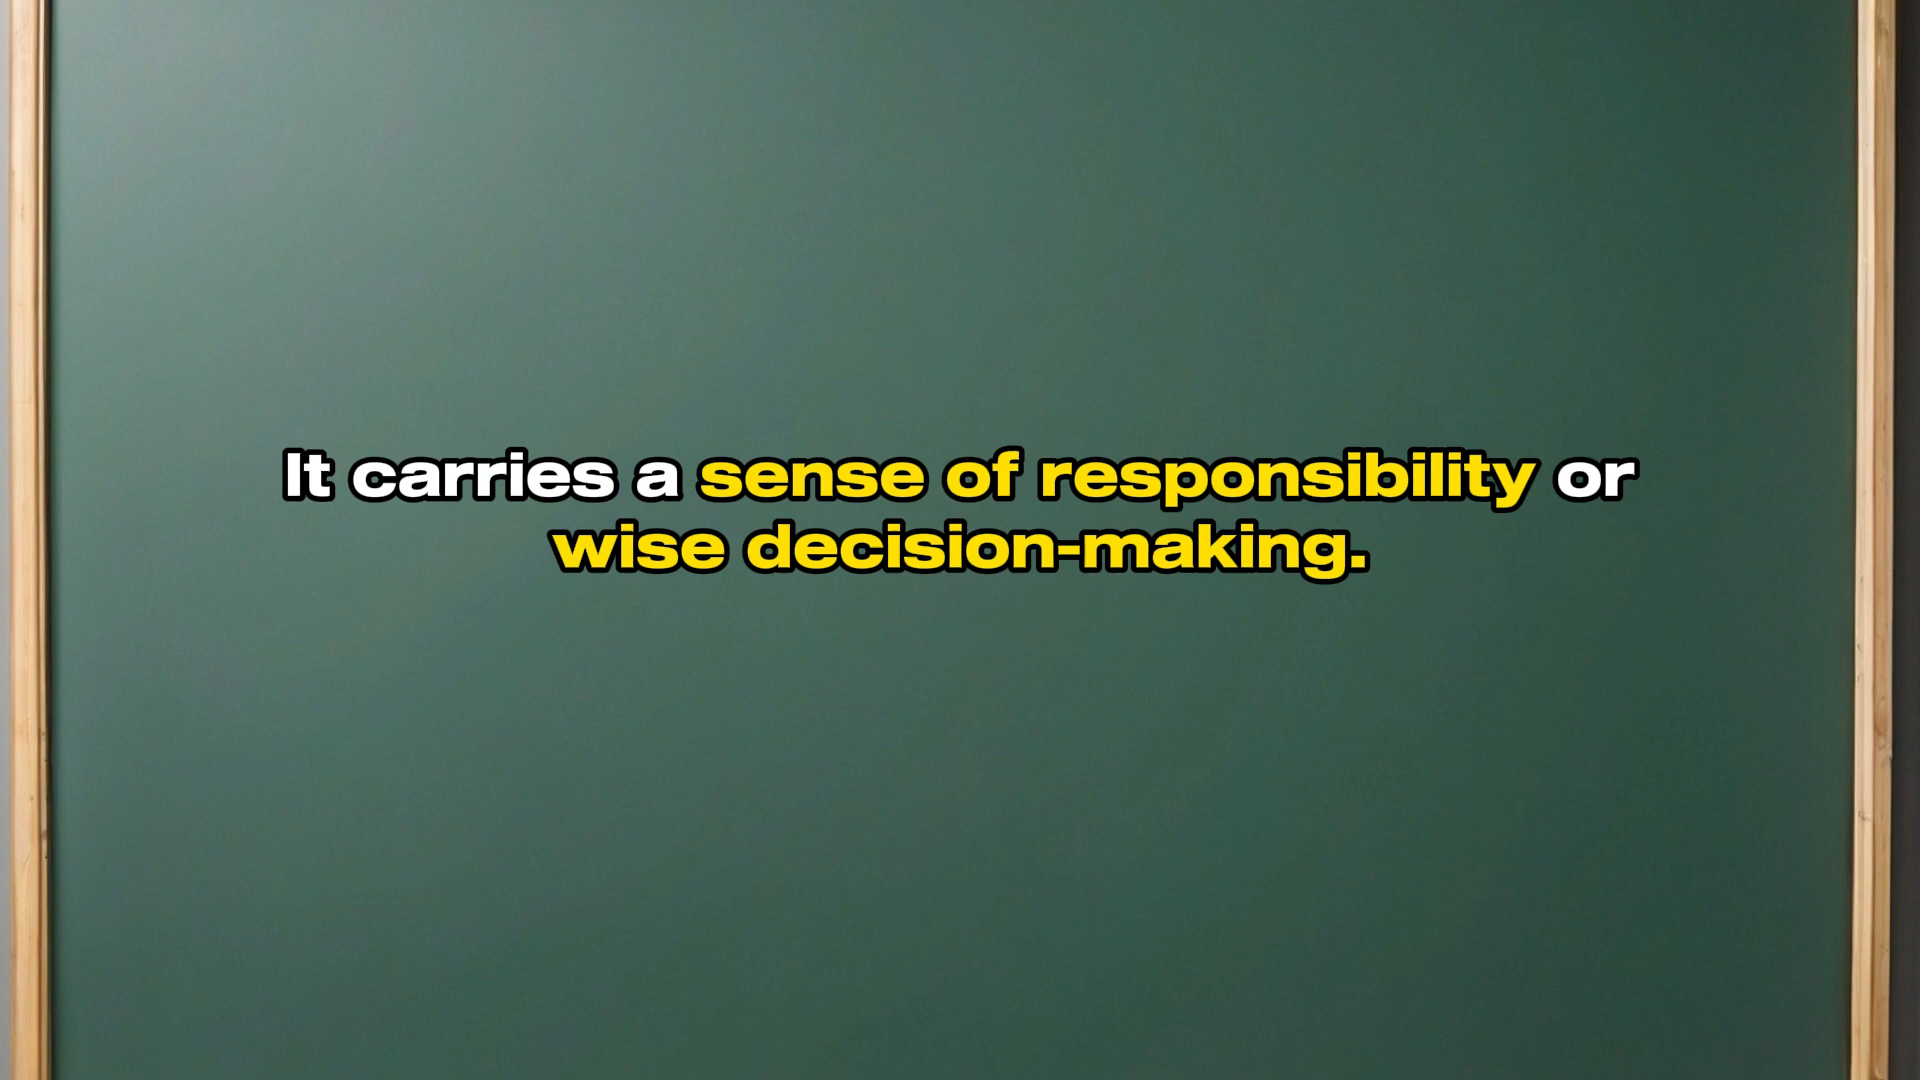 It carries a sense of responsibility or
wise decision-making.